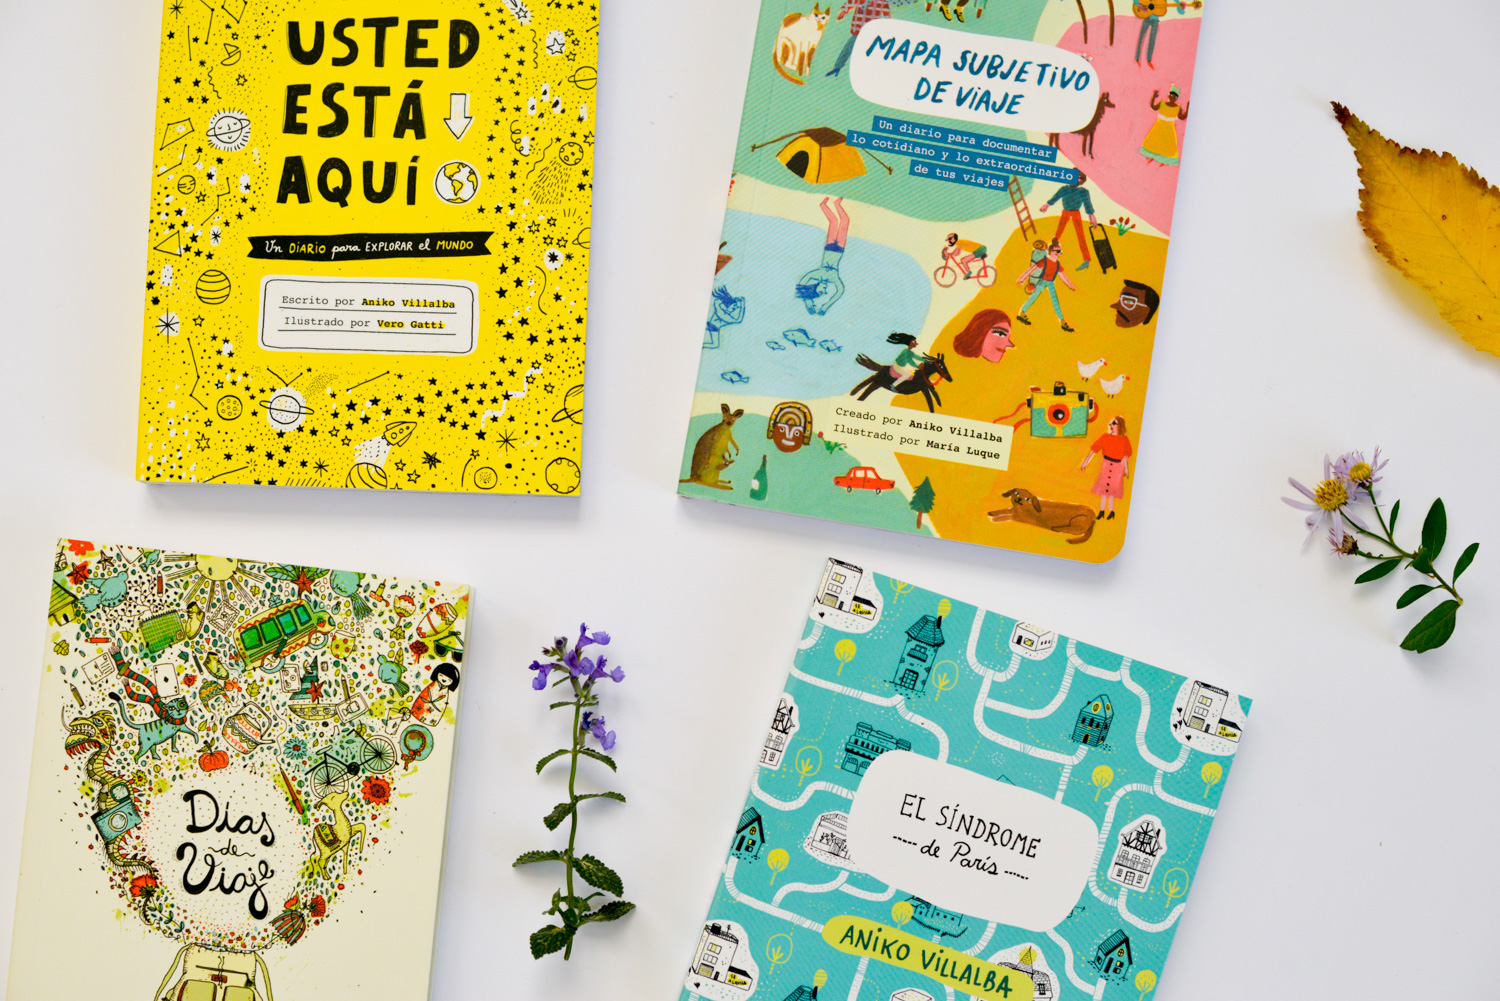 USTED
ESTÁ
AQUÍ
Un DIARIO para EXPLORAR el MUNDO
Escrito por Aniko Villalba
Ilustrado por Vero Gatti
MAPA SUBJETIVO
DE VIAJE
Un diario para documentar
lo cotidiano y lo extraordinario
de tus viajes
Creado por Aniko Villalba
Ilustrado por María Luque
Días
de
Viaje
EL SÍNDROME
de París
ANIKO VILLALBA